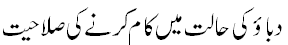 دباؤ کی حالت میں کام کرنے کی صلاحیت